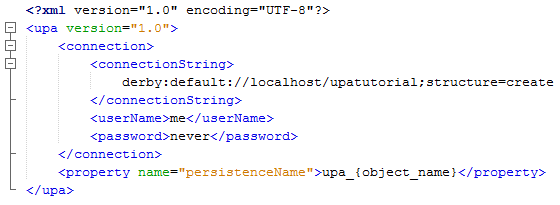 <?xml version="1.0" encoding="UTF-8"?>
<upa version="1.0">
<connection>
<connectionString>
derby:default://localhost/upatutorial;structure=create
</connectionString>
<userName>me</userName>
<password>never</password>
</connection>
<property name="persistenceName">upa_{object_name}</property>
</upa>